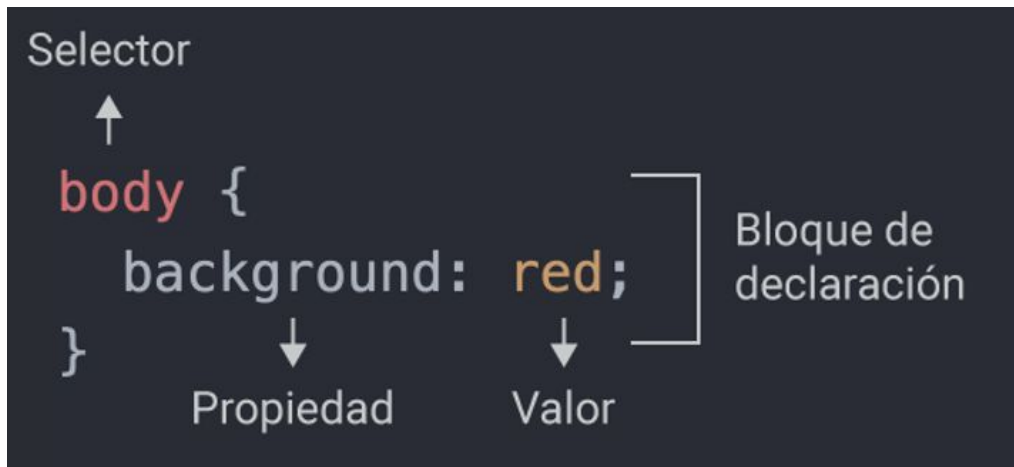 Selector
body {
background: red;
}
Bloque de
declaración
Propiedad
Valor